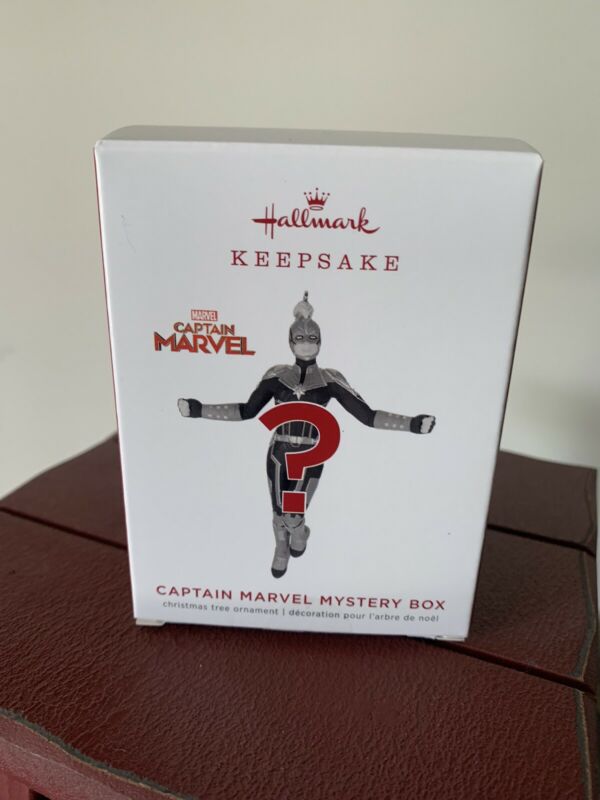 Hallmark
KEEPSAKE
MARVEL
CAPTAIN
MARVEL
?
CAPTAIN MARVEL MYSTERY BOX
christmas tree ornament | décoration pour l'arbre de noël